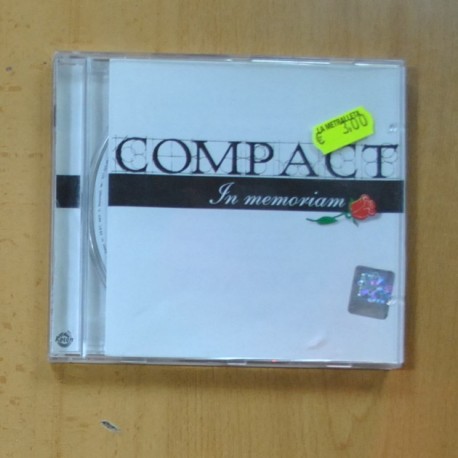 LA METRALLETA
€ 3,00
COMPACT
In memoriam